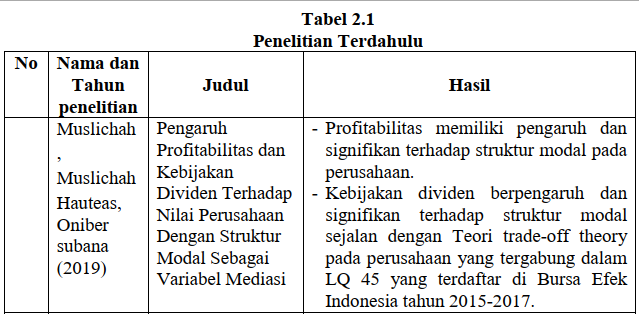 Tabel 2.1
Penelitian Terdahulu
No
Nama dan
Tahun
penelitian
Judul
Hasil
Muslichah
,
Muslichah
Hauteas,
Oniber
subana
(2019)
Pengaruh
Profitabilitas dan
Kebijakan
Dividen Terhadap
Nilai Perusahaan
Dengan Struktur
Modal Sebagai
Variabel Mediasi
- Profitabilitas memiliki pengaruh dan
signifikan terhadap struktur modal pada
perusahaan.
- Kebijakan dividen berpengaruh dan
signifikan terhadap struktur modal
sejalan dengan Teori trade-off theory
pada perusahaan yang tergabung dalam
LQ 45 yang terdaftar di Bursa Efek
Indonesia tahun 2015-2017.